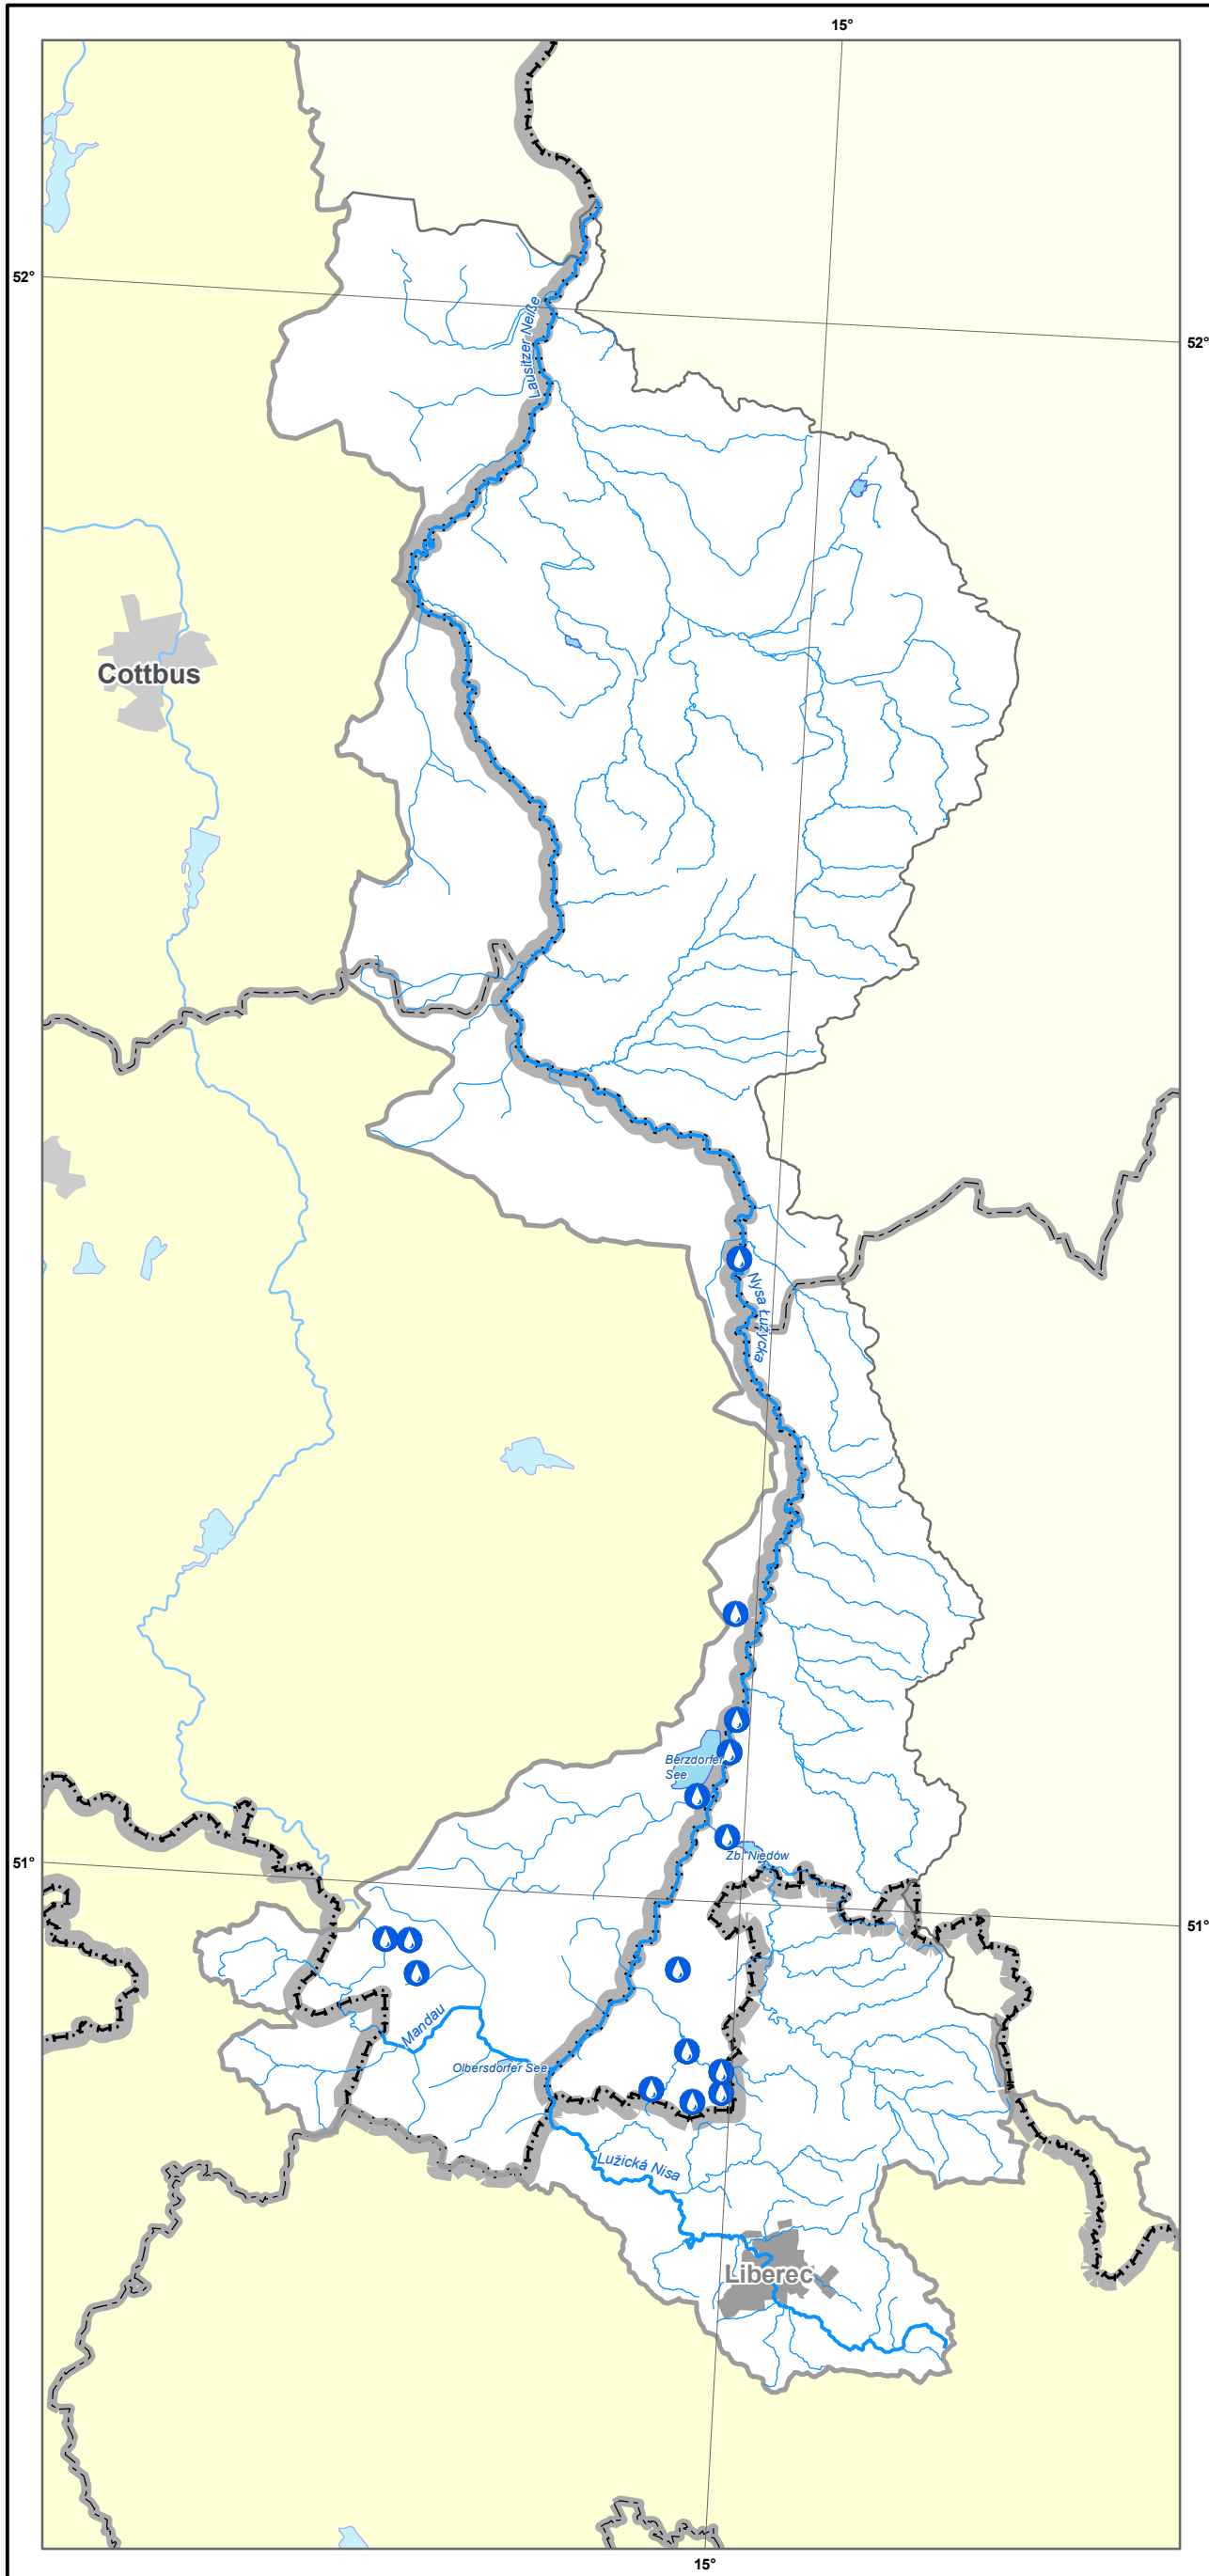 15°
52°
Lausitzer Neiße
52°
Cottbus
Nysa Łużycka
Berzdorfer
See
Zb. Niedów
51°
51°
Mandau
Olbersdorfer See
Lužická Nisa
Liberec
15°